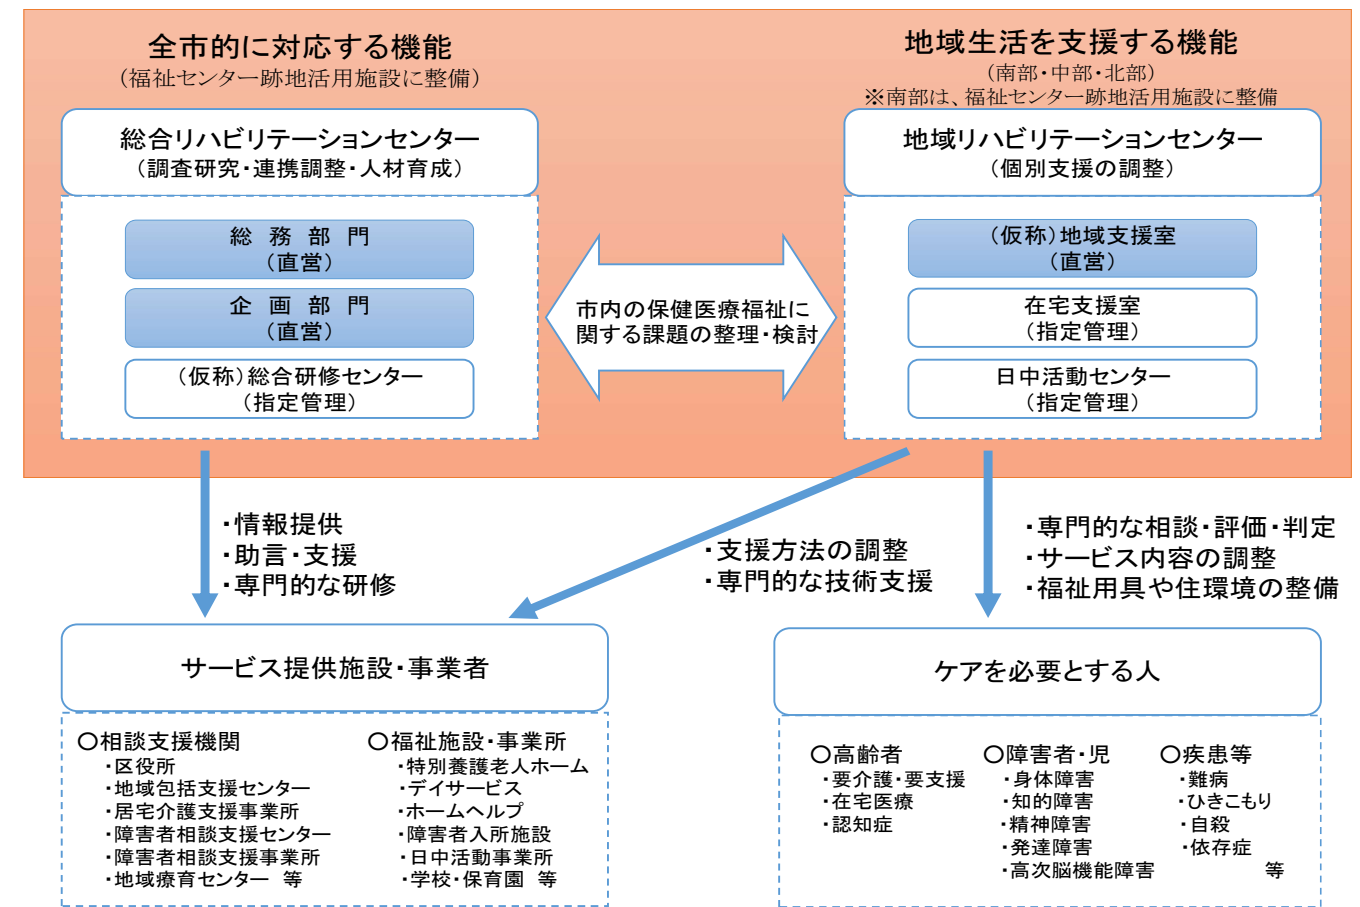 全市的に対応する機能
（福祉センター跡地活用施設に整備）
総合リハビリテーションセンター
（調査研究・連携調整・人材育成）
総　務　部　門
（直営）
企　画　部　門
（直営）
（仮称）総合研修センター
（指定管理）
市内の保健医療福祉に
関する課題の整理・検討
地域生活を支援する機能
（南部・中部・北部）
※南部は、福祉センター跡地活用施設に整備
地域リハビリテーションセンター
（個別支援の調整）
（仮称）地域支援室
（直営）
在宅支援室
（指定管理）
日中活動センター
（指定管理）
・情報提供
・助言・支援
・専門的な研修
・支援方法の調整
・専門的な技術支援
・専門的な相談・評価・判定
・サービス内容の調整
・福祉用具や住環境の整備
サービス提供施設・事業者
〇相談支援機関
・区役所
・地域包括支援センター
・居宅介護支援事業所
・障害者相談支援センター
・障害者相談支援事業所
・地域療育センター　等
〇福祉施設・事業所
・特別養護老人ホーム
・デイサービス
・ホームヘルプ
・障害者入所施設
・日中活動事業所
・学校・保育園　等
ケアを必要とする人
〇高齢者
・要介護・要支援
・在宅医療
・認知症
〇障害者・児
・身体障害
・知的障害
・精神障害
・発達障害
・高次脳機能障害
〇疾患等
・難病
・ひきこもり
・自殺
・依存症
等